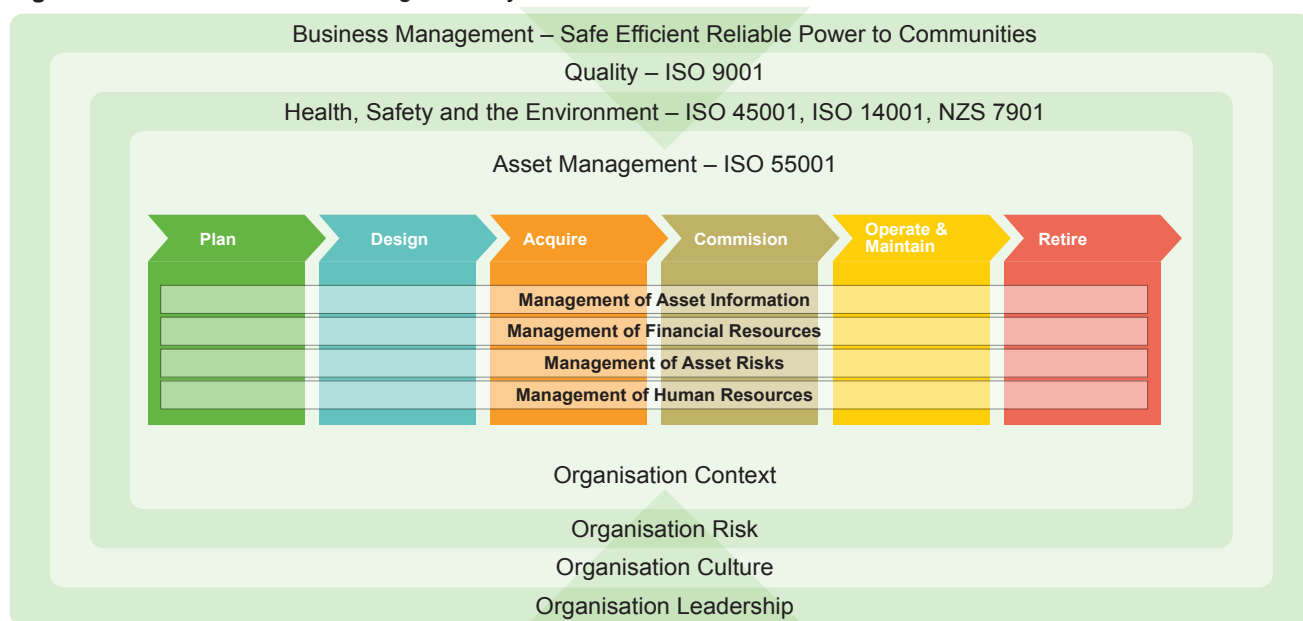 Business Management – Safe Efficient Reliable Power to Communities
Quality – ISO 9001
Health, Safety and the Environment – ISO 45001, ISO 14001, NZS 7901
Asset Management – ISO 55001
Plan
Design
Acquire
Commision
Operate &
Maintain
Retire
Management of Asset Information
Management of Financial Resources
Management of Asset Risks
Management of Human Resources
Organisation Context
Organisation Risk
Organisation Culture
Organisation Leadership